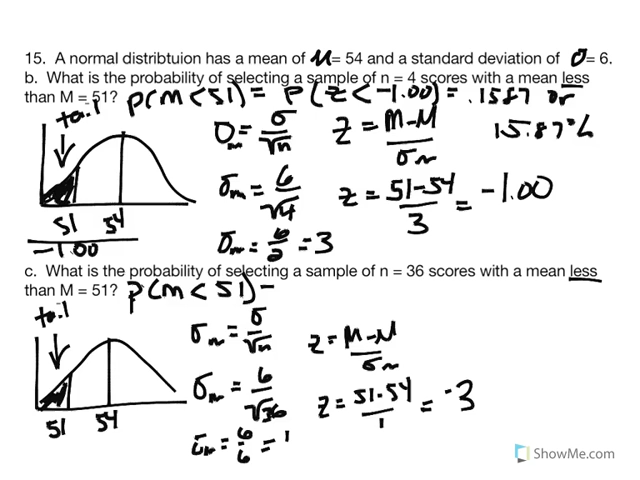 15. A normal distribtuion has a mean of M = 54 and a standard deviation of σ = 6.
b. What is the probability of selecting a sample of n = 4 scores with a mean less
than M = 51? P(M < 51) = P(Z < -1.00) = .1587 or
15.87%
tail
σm = σ/√n
Z = M-M/σm
σm = 6/√4
Z = 51-54/3 = -1.00
51 54
-1.00
σm = 6/2 = 3
c. What is the probability of selecting a sample of n = 36 scores with a mean less
than M = 51? P(M < 51) =
tail
σm = σ/√n
Z = M-M/σm
σm = 6/√36
Z = 51-54/1 = -3
51 54
σm = 6/6 = 1
ShowMe.com